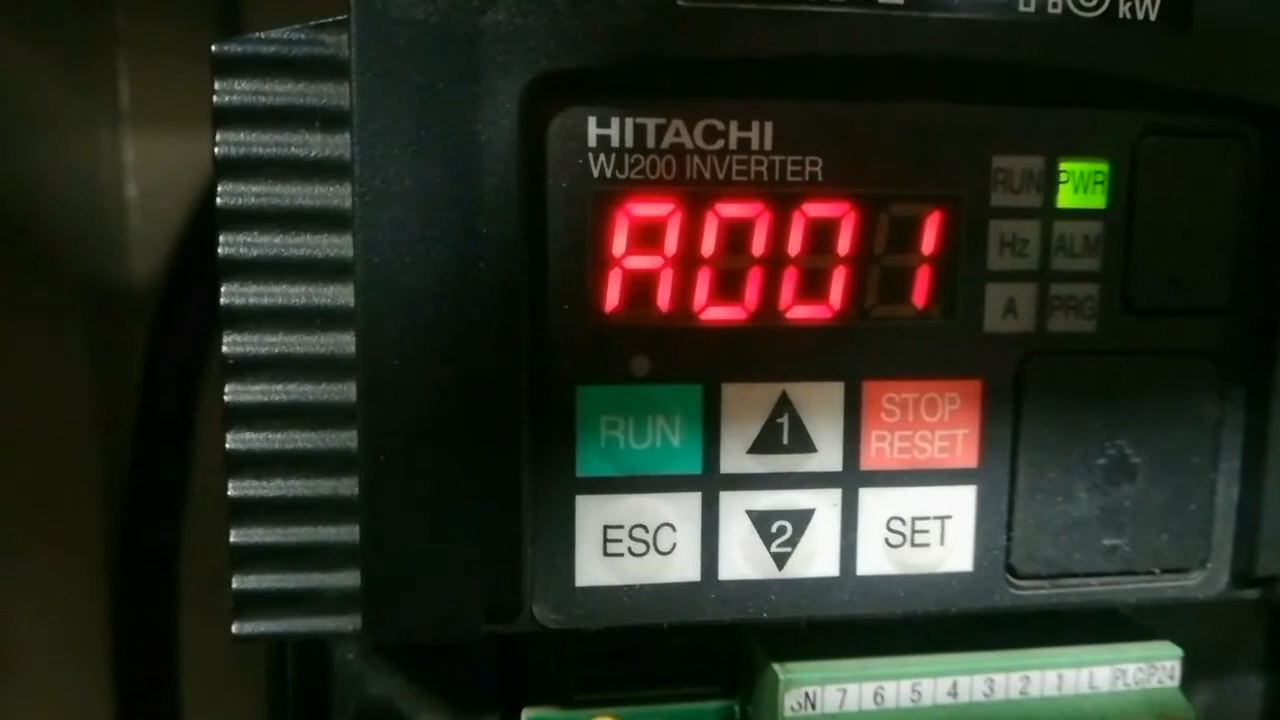 kW
HITACHI
WJ200 INVERTER
A001
RUN PWR
Hz ALM
A PRG
RUN 1 STOP RESET
ESC 2 SET
SN 7 6 5 4 3 2 1 L PLC P24